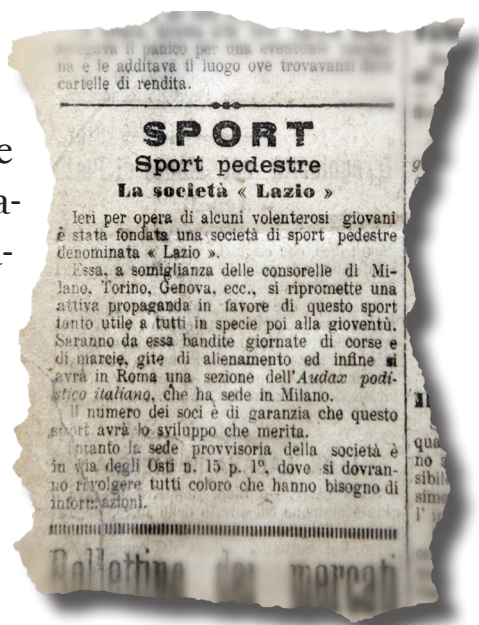 spargeva il panico per una eventuale
na e le additava il luogo ove trovavansi delle
cartelle di rendita.
SPORT
Sport pedestre
La società « Lazio »
Ieri per opera di alcuni volenterosi giovani
è stata fondata una società di sport pedestre
denominata « Lazio ».
Essa, a somiglianza delle consorelle di Mi-
lano, Torino, Genova, ecc., si ripromette una
attiva propaganda in favore di questo sport
tanto utile a tutti in specie poi alla gioventù.
Saranno da essa bandite giornate di corse e
di marcie, gite di allenamento ed infine si
avrà in Roma una sezione dell'Audax podi-
stico italiano, che ha sede in Milano.
Il numero dei soci è di garanzia che questo
sport avrà lo sviluppo che merita.
Intanto la sede provvisoria della società è
in via degli Osti n. 15 p. 1°, dove si dovran-
no rivolgere tutti coloro che hanno bisogno di
informazioni.
Bollettino dei mercati
e
a-
a-
qua
no
sibil
sim
l'